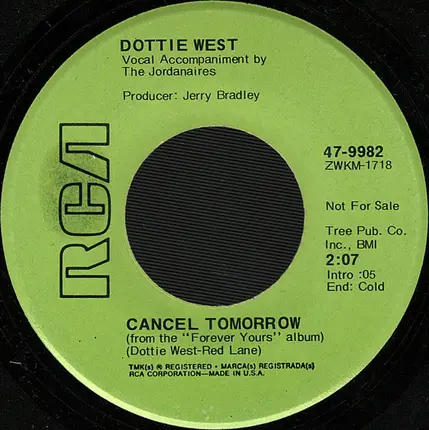 DOTTIE WEST
Vocal Accompaniment by
The Jordanaires
Producer: Jerry Bradley
RCA
47-9982
ZWKM-1718
Not For Sale
Tree Pub. Co.
Inc., BMI
2:07
Intro :05
End: Cold
CANCEL TOMORROW
(from the "Forever Yours" album)
(Dottie West-Red Lane)
TMK(s) ® REGISTERED • MARCA(s) REGISTRADA(s)
RCA CORPORATION—MADE IN U.S.A.